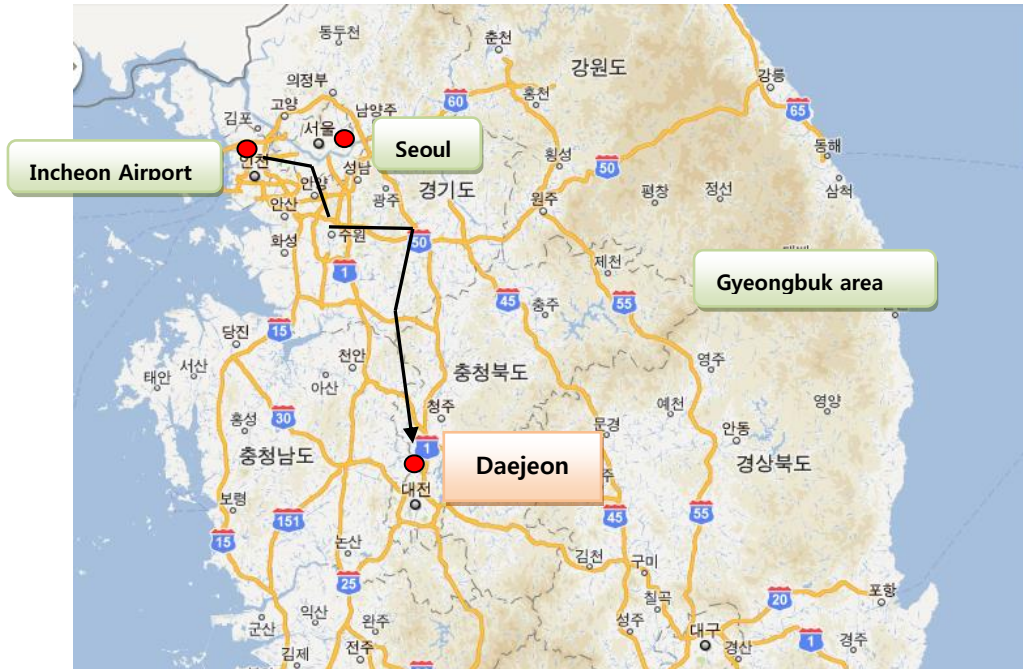 동두천
춘천
강원도
의정부
강릉
60
홍천
고양
남양주
65
김포
서울
Seoul
동해
Incheon Airport
인천
성남
횡성
50
안양
경기도
평창
정선
삼척
안산
광주
원주
수원
50
화성
제천
1
Gyeongbuk area
45
충주
55
15
당진
천안
영주
서산
태안
아산
충청북도
예천
영양
홍성
30
청주
문경
안동
충청남도
1
Daejeon
경상북도
대전
보령
151
45
55
15
논산
김천
구미
25
칠곡
20
포항
익산
완주
성주
대구
군산
1
경산
경주
김제
전주